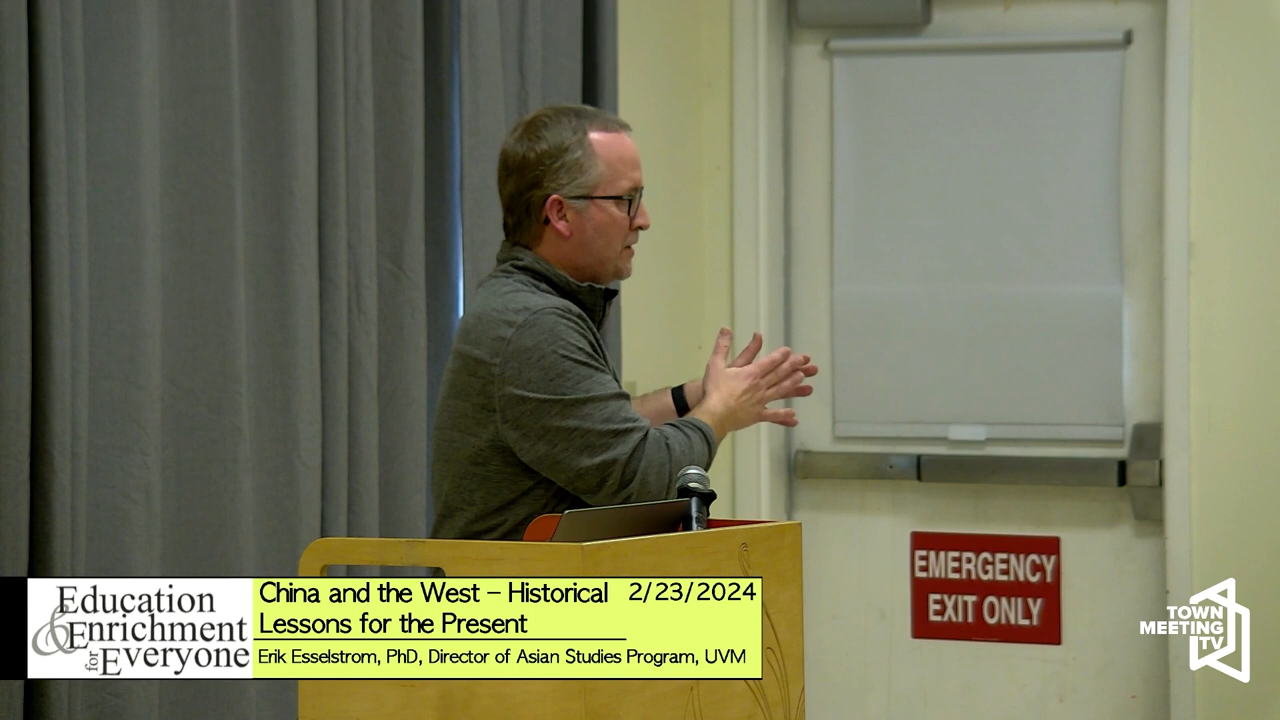 EMERGENCY
EXIT ONLY
Education
& Enrichment
for Everyone
China and the West – Historical 2/23/2024
Lessons for the Present
Erik Esselstrom, PhD, Director of Asian Studies Program, UVM
TOWN
MEETING
TV